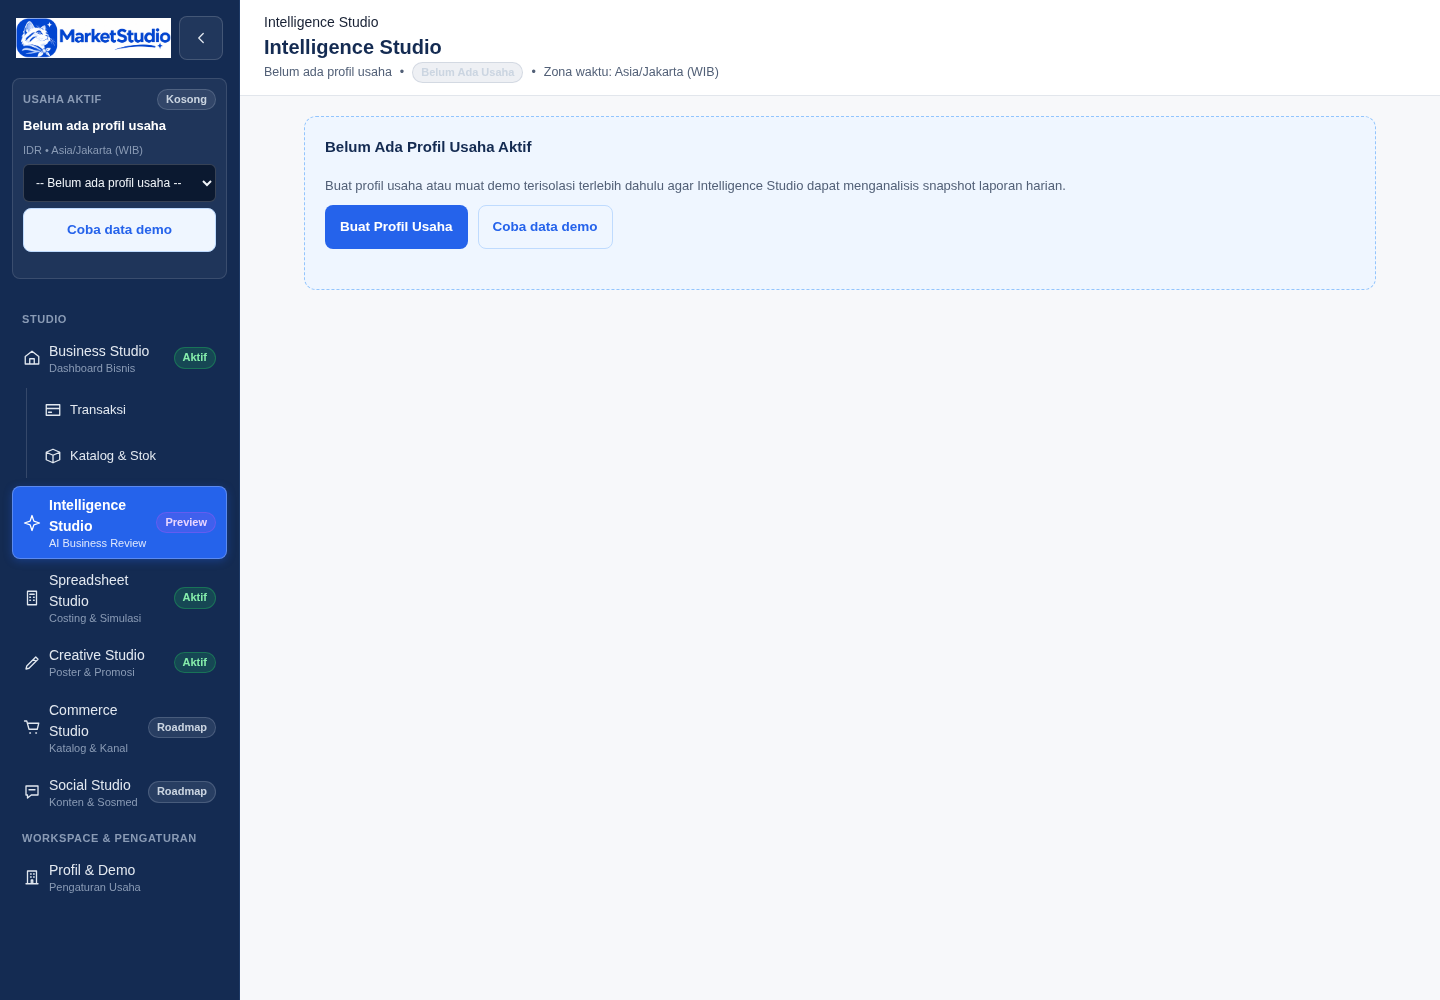 MarketStudio
USAHA AKTIF
Kosong
Belum ada profil usaha
IDR • Asia/Jakarta (WIB)
-- Belum ada profil usaha --
Coba data demo
STUDIO
Business Studio
Dashboard Bisnis
Aktif
Transaksi
Katalog & Stok
Intelligence
Studio
AI Business Review
Preview
Spreadsheet
Studio
Costing & Simulasi
Aktif
Creative Studio
Poster & Promosi
Aktif
Commerce
Studio
Katalog & Kanal
Roadmap
Social Studio
Konten & Sosmed
Roadmap
WORKSPACE & PENGATURAN
Profil & Demo
Pengaturan Usaha
Intelligence Studio
Intelligence Studio
Belum ada profil usaha • Belum Ada Usaha • Zona waktu: Asia/Jakarta (WIB)
Belum Ada Profil Usaha Aktif
Buat profil usaha atau muat demo terisolasi terlebih dahulu agar Intelligence Studio dapat menganalisis snapshot laporan harian.
Buat Profil Usaha
Coba data demo